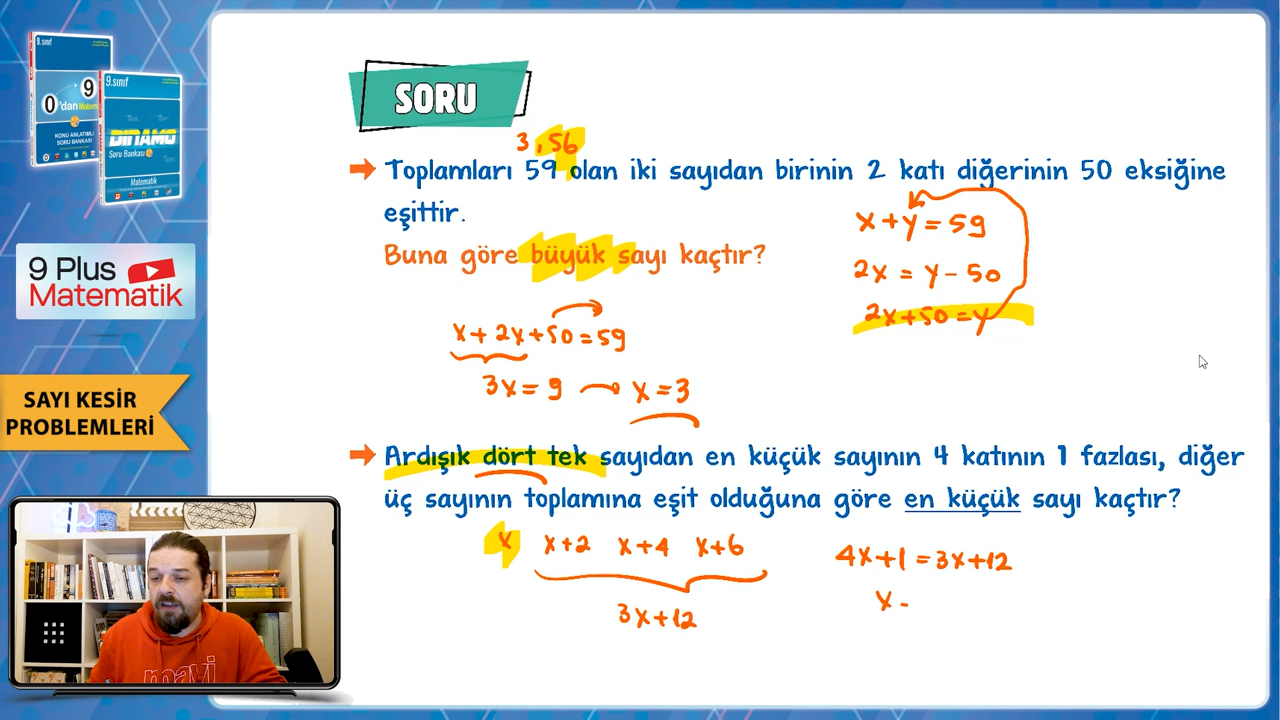 9.sınıf
0'dan 9
Matem
KONU ANLATIMLI
SORU BANKASI
9.sınıf
DİNAMO
Soru Bankası
Matematik
9 Plus
Matematik
SAYI KESİR
PROBLEMLERİ
SORU
3, 56
Toplamları 59 olan iki sayıdan birinin 2 katı diğerinin 50 eksiğine
eşittir.
Buna göre büyük sayı kaçtır?
x+y=59
2x = y-50
2x+50=y
x+2x+50=59
3x=9 x=3
Ardışık dört tek sayıdan en küçük sayının 4 katının 1 fazlası, diğer
üç sayının toplamına eşit olduğuna göre en küçük sayı kaçtır?
x x+2 x+4 x+6
3x+12
4x+1=3x+12
x -
mavi